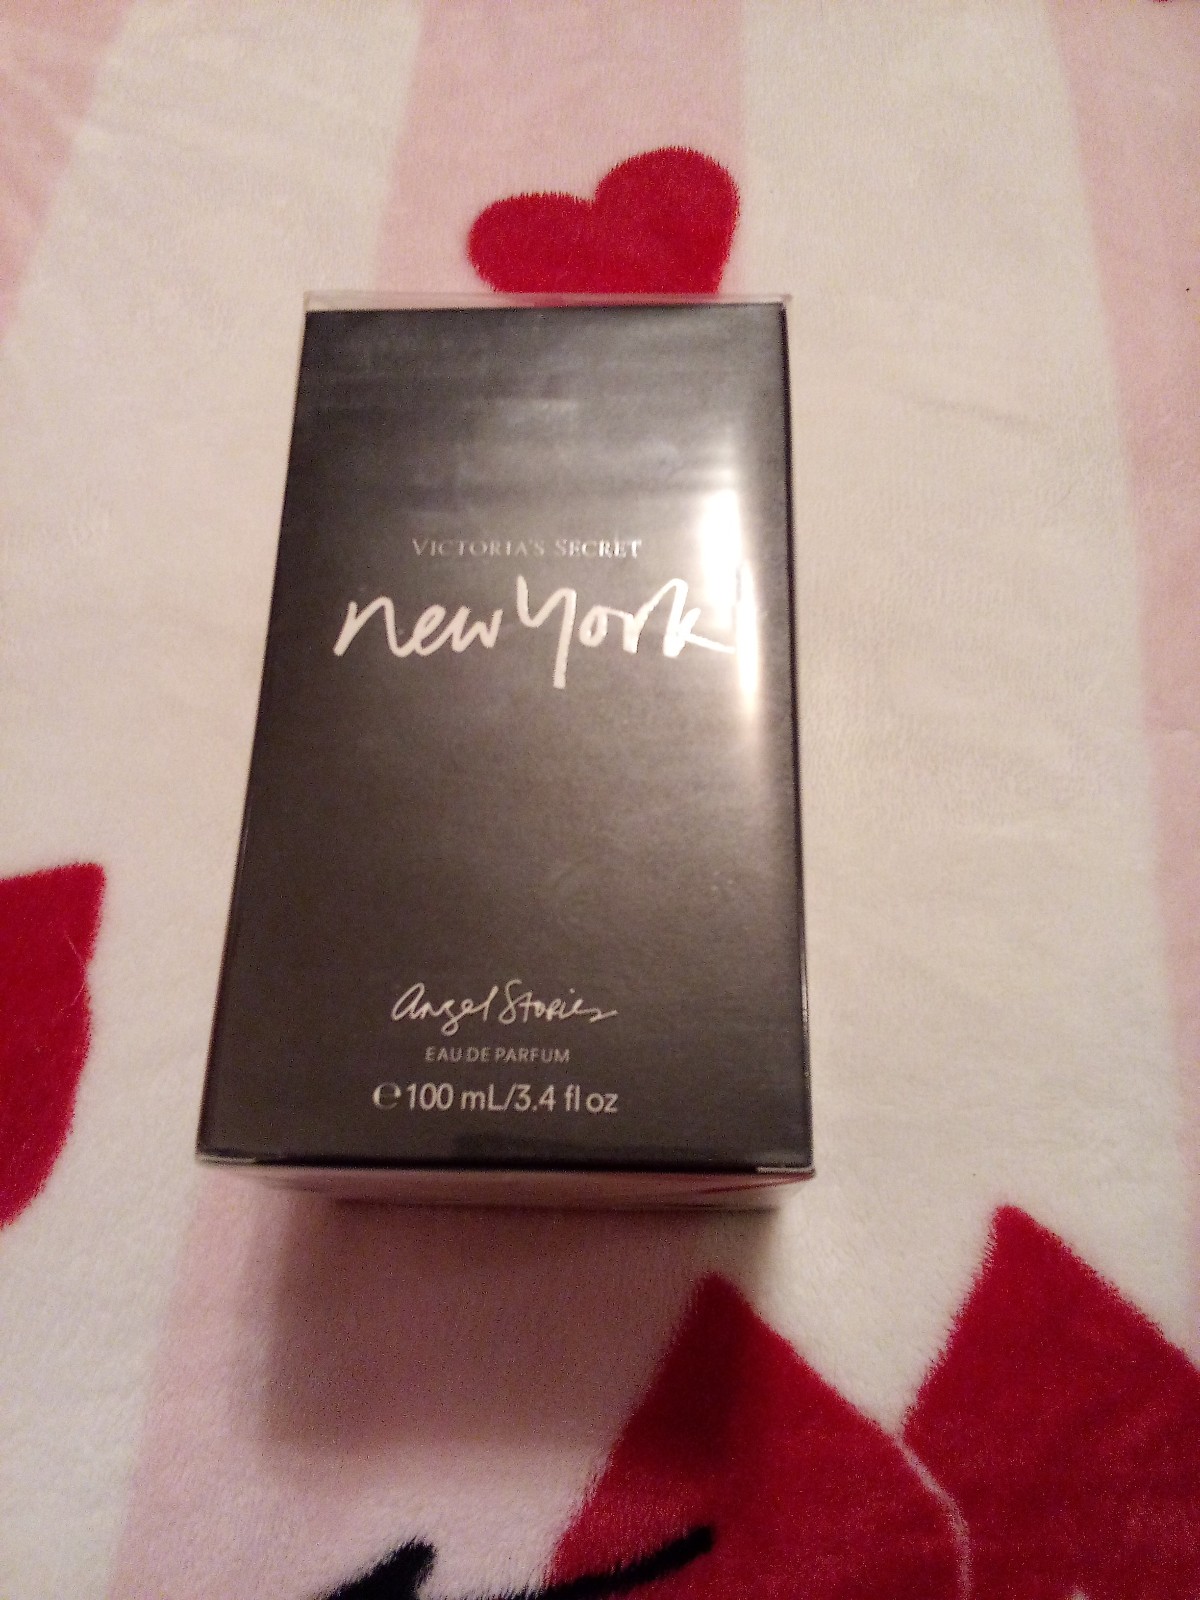 VICTORIA'S SECRET
new york
Angel Stories
EAU DE PARFUM
℮ 100 mL/3.4 fl oz